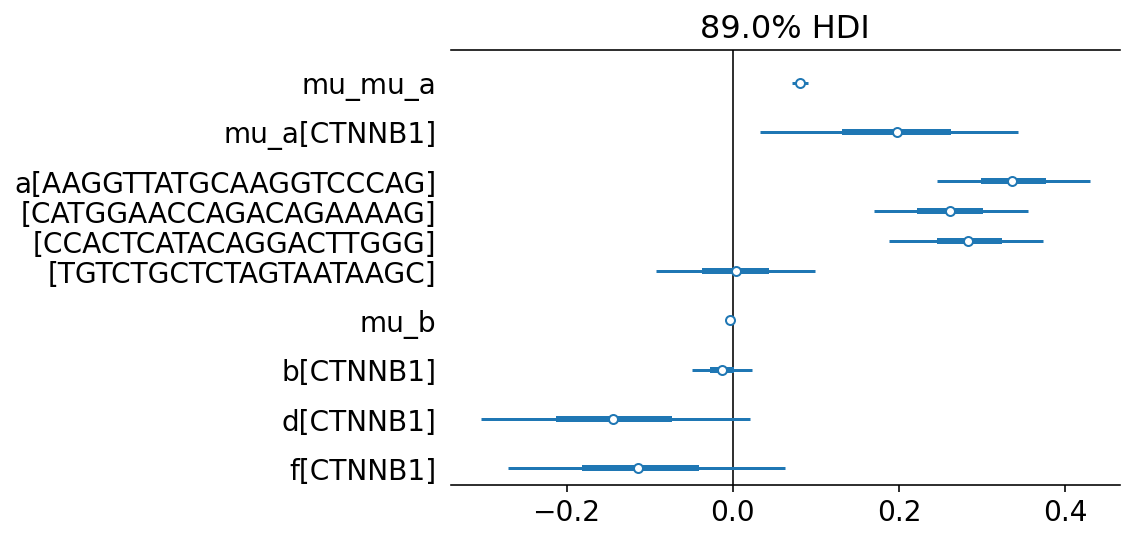 89.0% HDI
mu_mu_a
mu_a[CTNNB1]
a[AAGGTTATGCAAGGTCCCAG]
[CATGGAACCAGACAGAAAAG]
[CCACTCATACAGGACTTGGG]
[TGTCTGCTCTAGTAATAAGC]
mu_b
b[CTNNB1]
d[CTNNB1]
f[CTNNB1]
−0.2 0.0 0.2 0.4